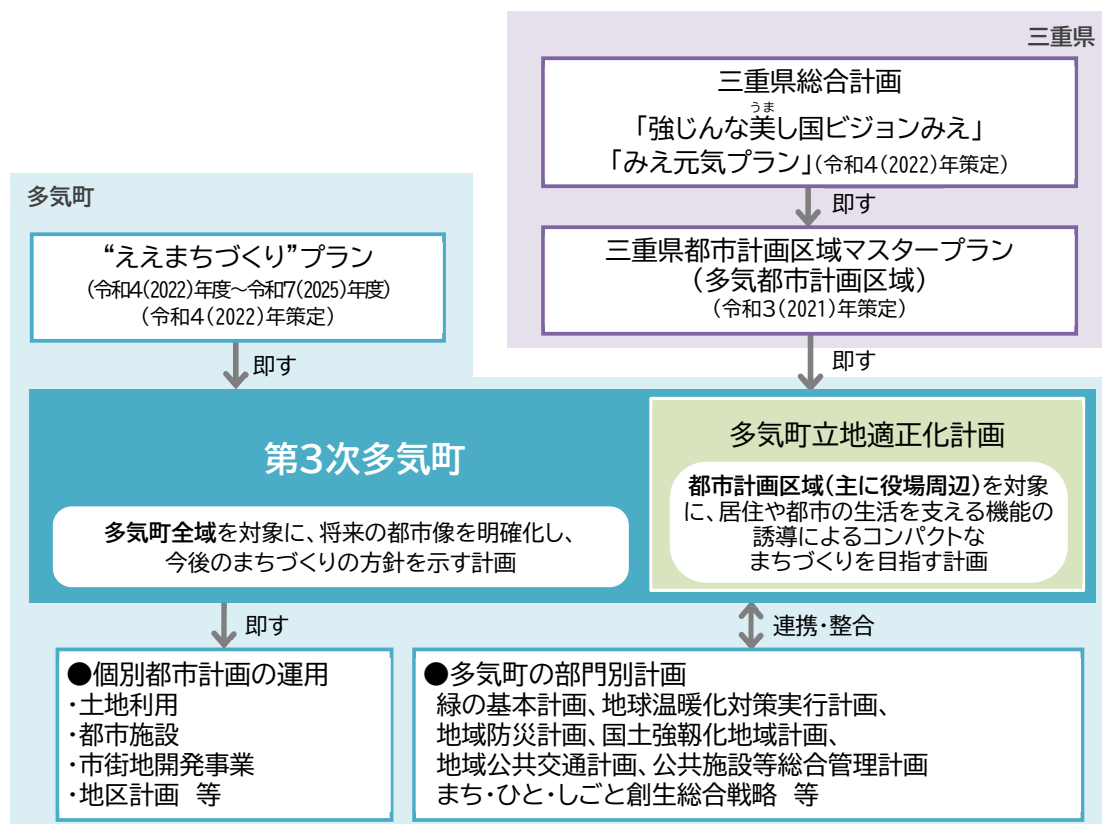 三重県
三重県総合計画
うま
「強じんな美し国ビジョンみえ」
「みえ元気プラン」(令和4(2022)年策定)
即す
三重県都市計画区域マスタープラン
(多気都市計画区域)
(令和3(2021)年策定)
即す
多気町
“ええまちづくり”プラン
(令和4(2022)年度~令和7(2025)年度)
(令和4(2022)年策定)
即す
第3次多気町
多気町全域を対象に、将来の都市像を明確化し、
今後のまちづくりの方針を示す計画
多気町立地適正化計画
都市計画区域(主に役場周辺)を対象
に、居住や都市の生活を支える機能の
誘導によるコンパクトな
まちづくりを目指す計画
即す
連携・整合
●個別都市計画の運用
・土地利用
・都市施設
・市街地開発事業
・地区計画 等
●多気町の部門別計画
緑の基本計画、地球温暖化対策実行計画、
地域防災計画、国土強靱化地域計画、
地域公共交通計画、公共施設等総合管理計画
まち・ひと・しごと創生総合戦略 等